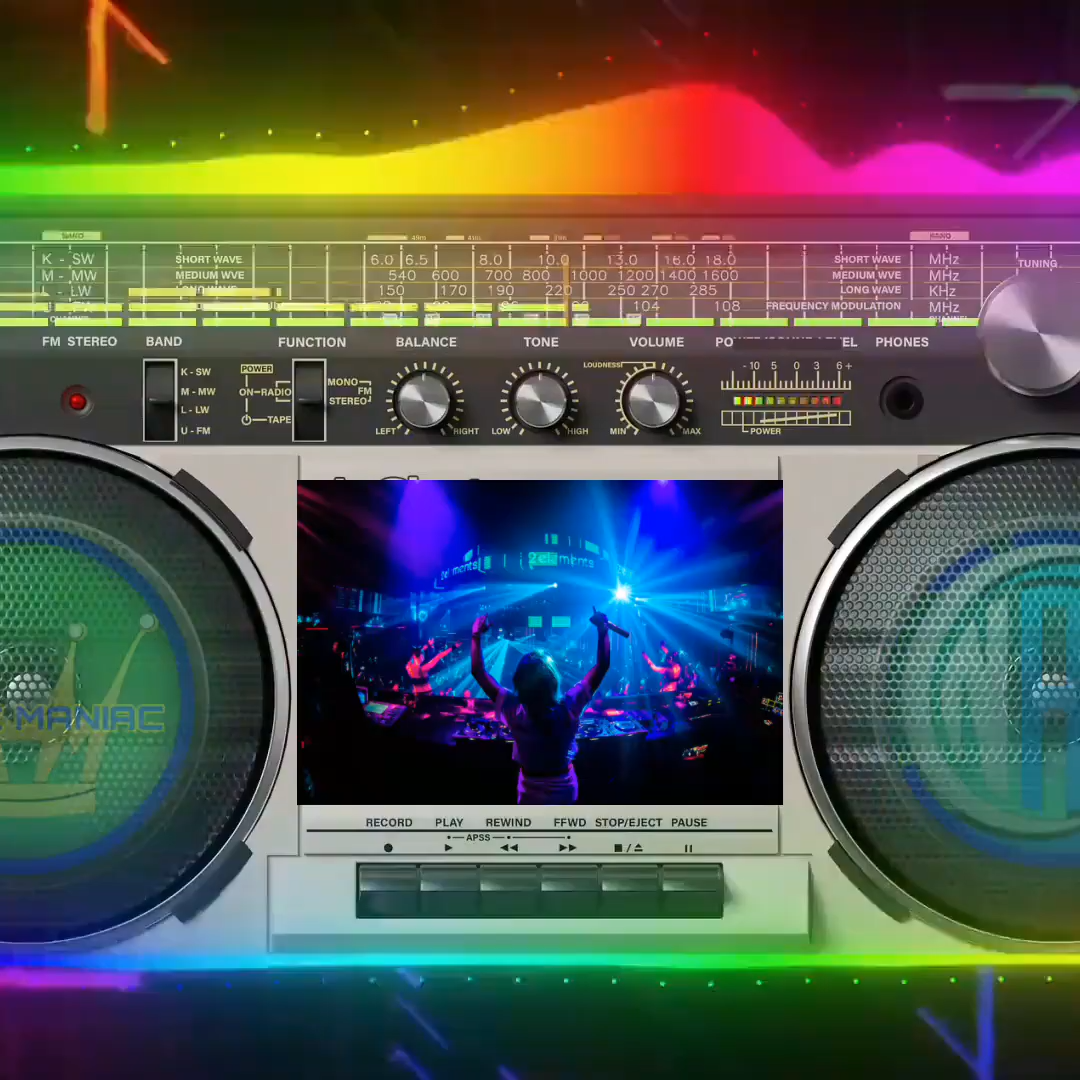 BAND BAND
K - SW SHORT WAVE 6.0 6.5 8.0 10.0 13.0 16.0 18.0 SHORT WAVE MHz
TUNING
M - MW MEDIUM WVE 540 600 700 800 1000 1200 1400 1600 MEDIUM WVE MHz
L - LW LONG WAVE 150 170 190 220 250 270 285 LONG WAVE KHz
104 108 FREQUENCY MODULATION MHz
CHANNEL
FM STEREO BAND FUNCTION BALANCE TONE VOLUME PHONES
K - SW
M - MW
L - LW
U - FM
POWER
ON RADIO
TAPE
MONO FM
STEREO
LEFT RIGHT
LOW HIGH
LOUDNESS
MIN MAX
- 10 5 0 3 6 +
POWER
2elements
MANIAC
RECORD PLAY REWIND FFWD STOP/EJECT PAUSE
APSS